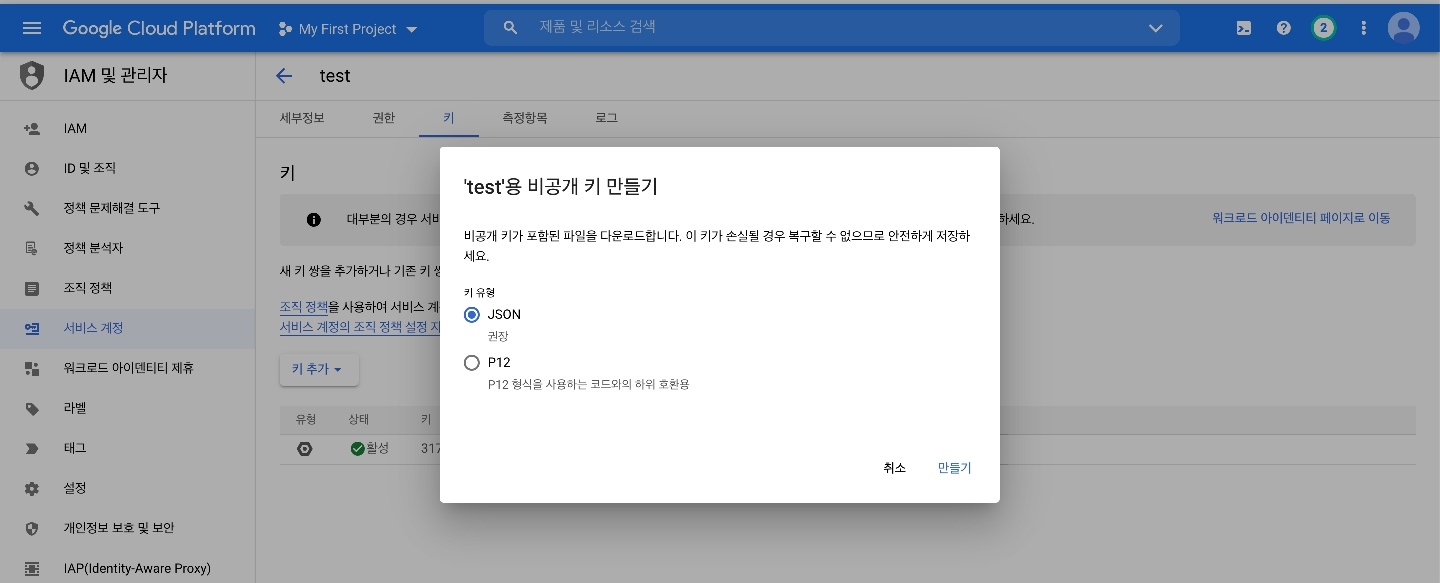 Google Cloud Platform
My First Project
제품 및 리소스 검색
2
IAM 및 관리자
test
IAM
ID 및 조직
정책 문제해결 도구
정책 분석자
조직 정책
서비스 계정
워크로드 아이덴티티 제휴
라벨
태그
설정
개인정보 보호 및 보안
IAP(Identity-Aware Proxy)
세부정보
권한
키
측정항목
로그
키
대부분의 경우 서비
하세요.
워크로드 아이덴티티 페이지로 이동
새 키 쌍을 추가하거나 기존 키
조직 정책을 사용하여 서비스 계
서비스 계정의 조직 정책 설정
키 추가
유형
상태
키
활성
317
'test'용 비공개 키 만들기
비공개 키가 포함된 파일을 다운로드합니다. 이 키가 손실될 경우 복구할 수 없으므로 안전하게 저장하
세요.
키 유형
JSON
권장
P12
P12 형식을 사용하는 코드와의 하위 호환용
취소
만들기